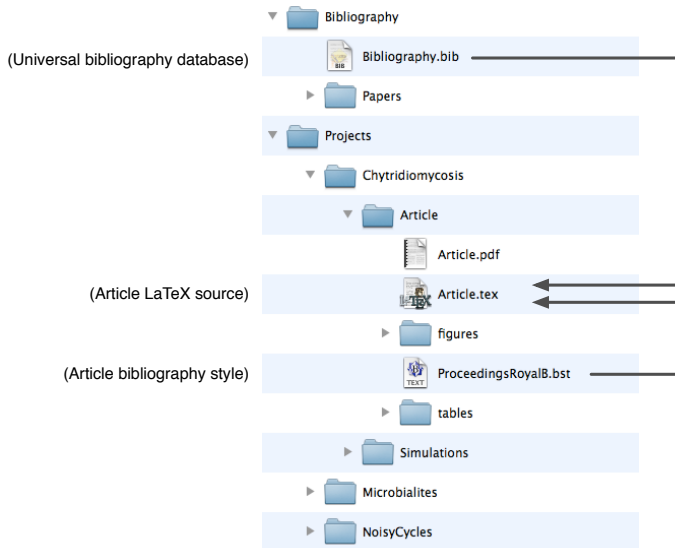 Bibliography
(Universal bibliography database) Bibliography.bib
BIB
Papers
Projects
Chytridiomycosis
Article
Article.pdf
(Article LaTeX source) Article.tex
LATEX
figures
(Article bibliography style) ProceedingsRoyalB.bst
TEXT
tables
Simulations
Microbialites
NoisyCycles